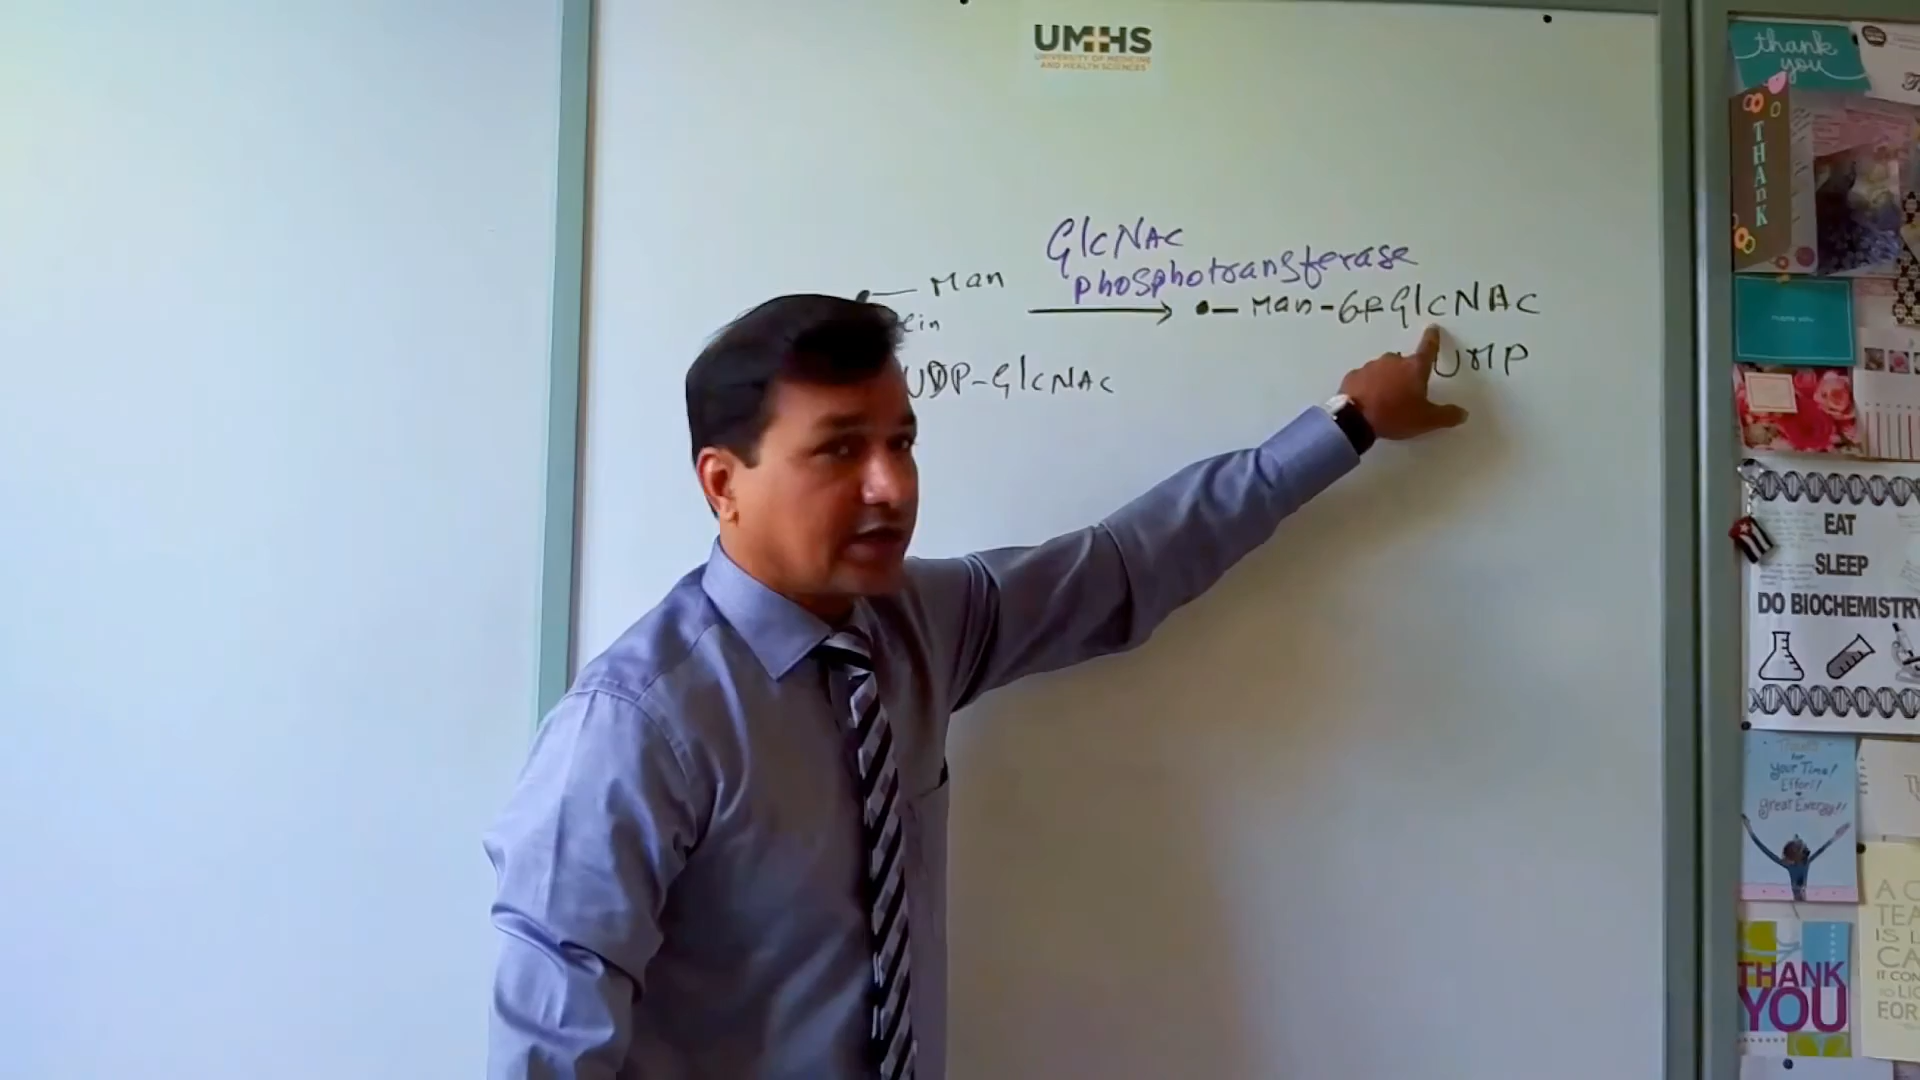 UMHS
UNIVERSITY OF MEDICINE
AND HEALTH SCIENCES
GlcNAc
phosphotransferase
Man
Man-6PGlcNAc
UDP-GlcNAc
UMP
thank you
THANK
EAT
SLEEP
DO BIOCHEMISTRY
for
your Time!
Effort!
great Energy!!
THANK
YOU